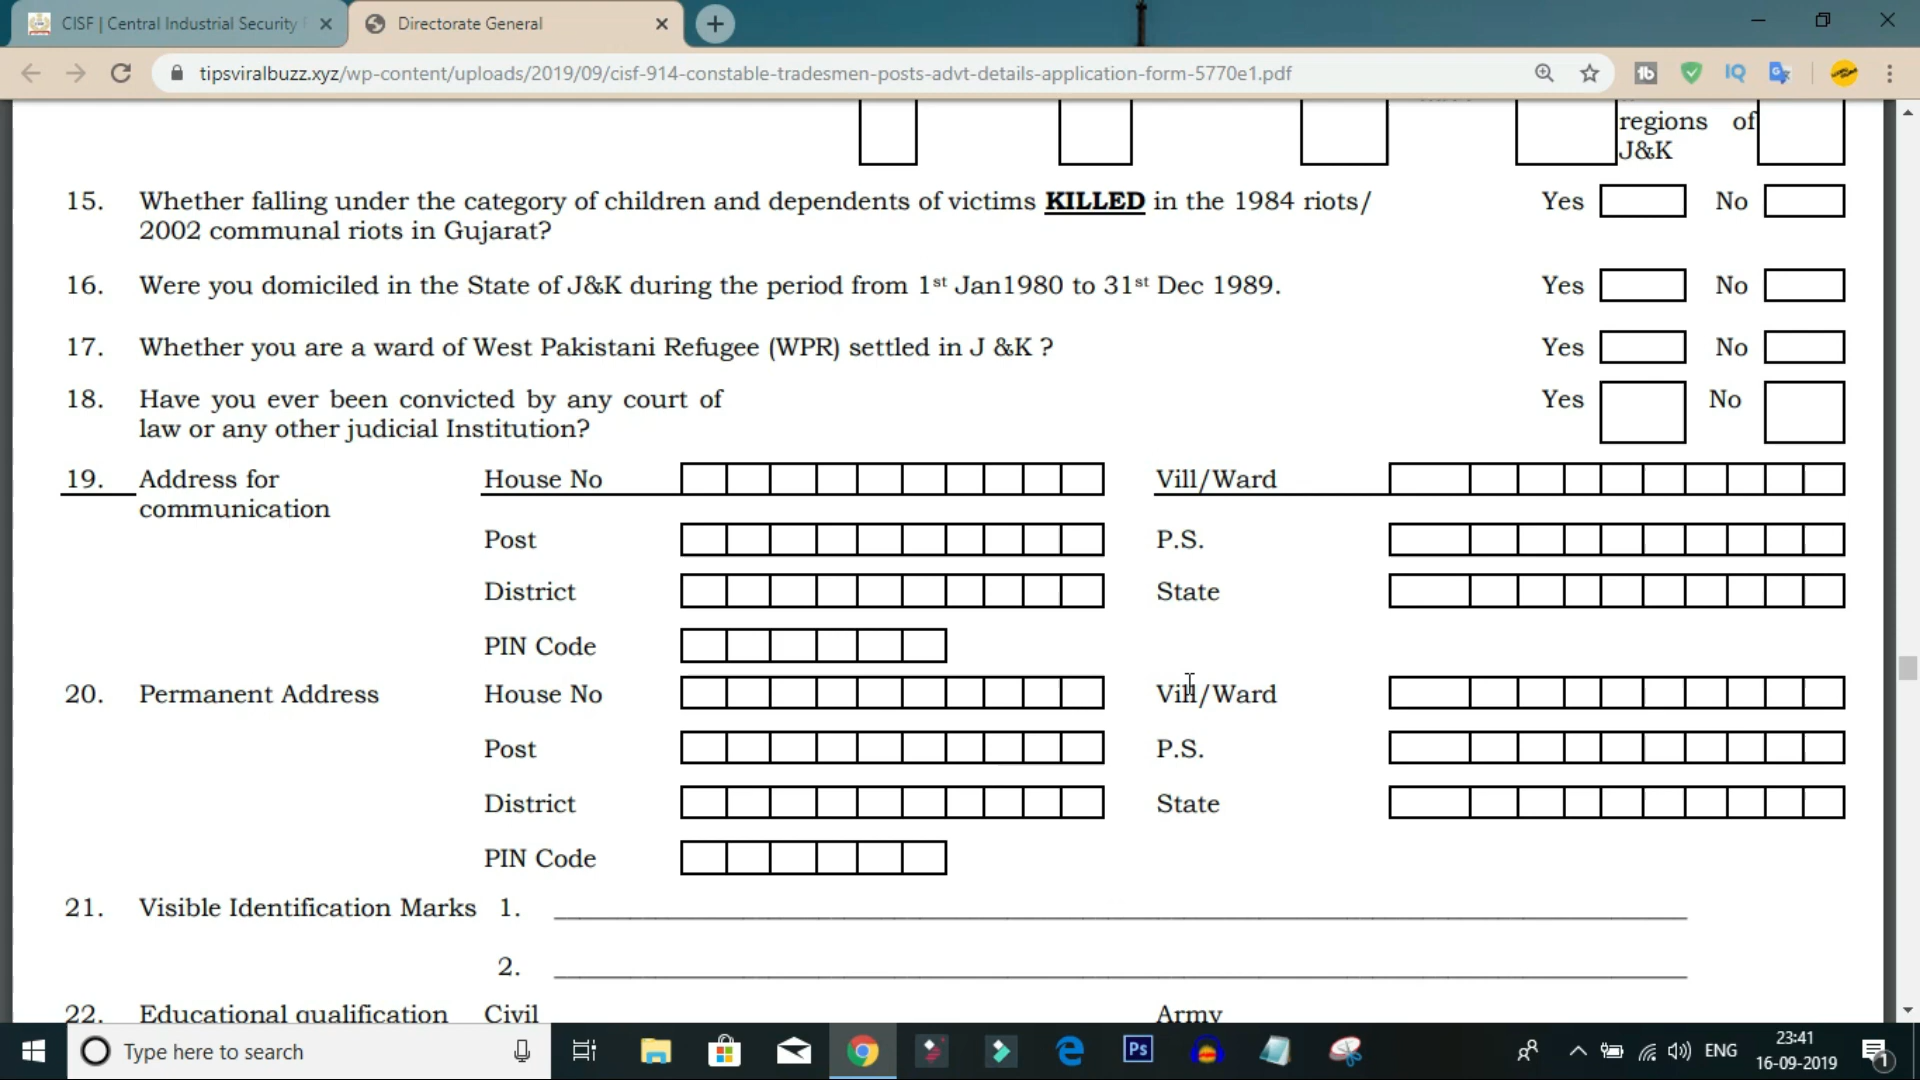 CISF | Central Industrial Security
Directorate General
tipsviralbuzz.xyz/wp-content/uploads/2019/09/cisf-914-constable-tradesmen-posts-advt-details-application-form-5770e1.pdf
regions of
J&K
15. Whether falling under the category of children and dependents of victims KILLED in the 1984 riots/ Yes No
2002 communal riots in Gujarat?
16. Were you domiciled in the State of J&K during the period from 1st Jan1980 to 31st Dec 1989. Yes No
17. Whether you are a ward of West Pakistani Refugee (WPR) settled in J &K ? Yes No
18. Have you ever been convicted by any court of Yes No
law or any other judicial Institution?
19. Address for House No Vill/Ward
communication
Post P.S.
District State
PIN Code
20. Permanent Address House No Vill/Ward
Post P.S.
District State
PIN Code
21. Visible Identification Marks 1.
2.
22. Educational qualification Civil Army
Type here to search
Ps
ENG
23:41
16-09-2019
1